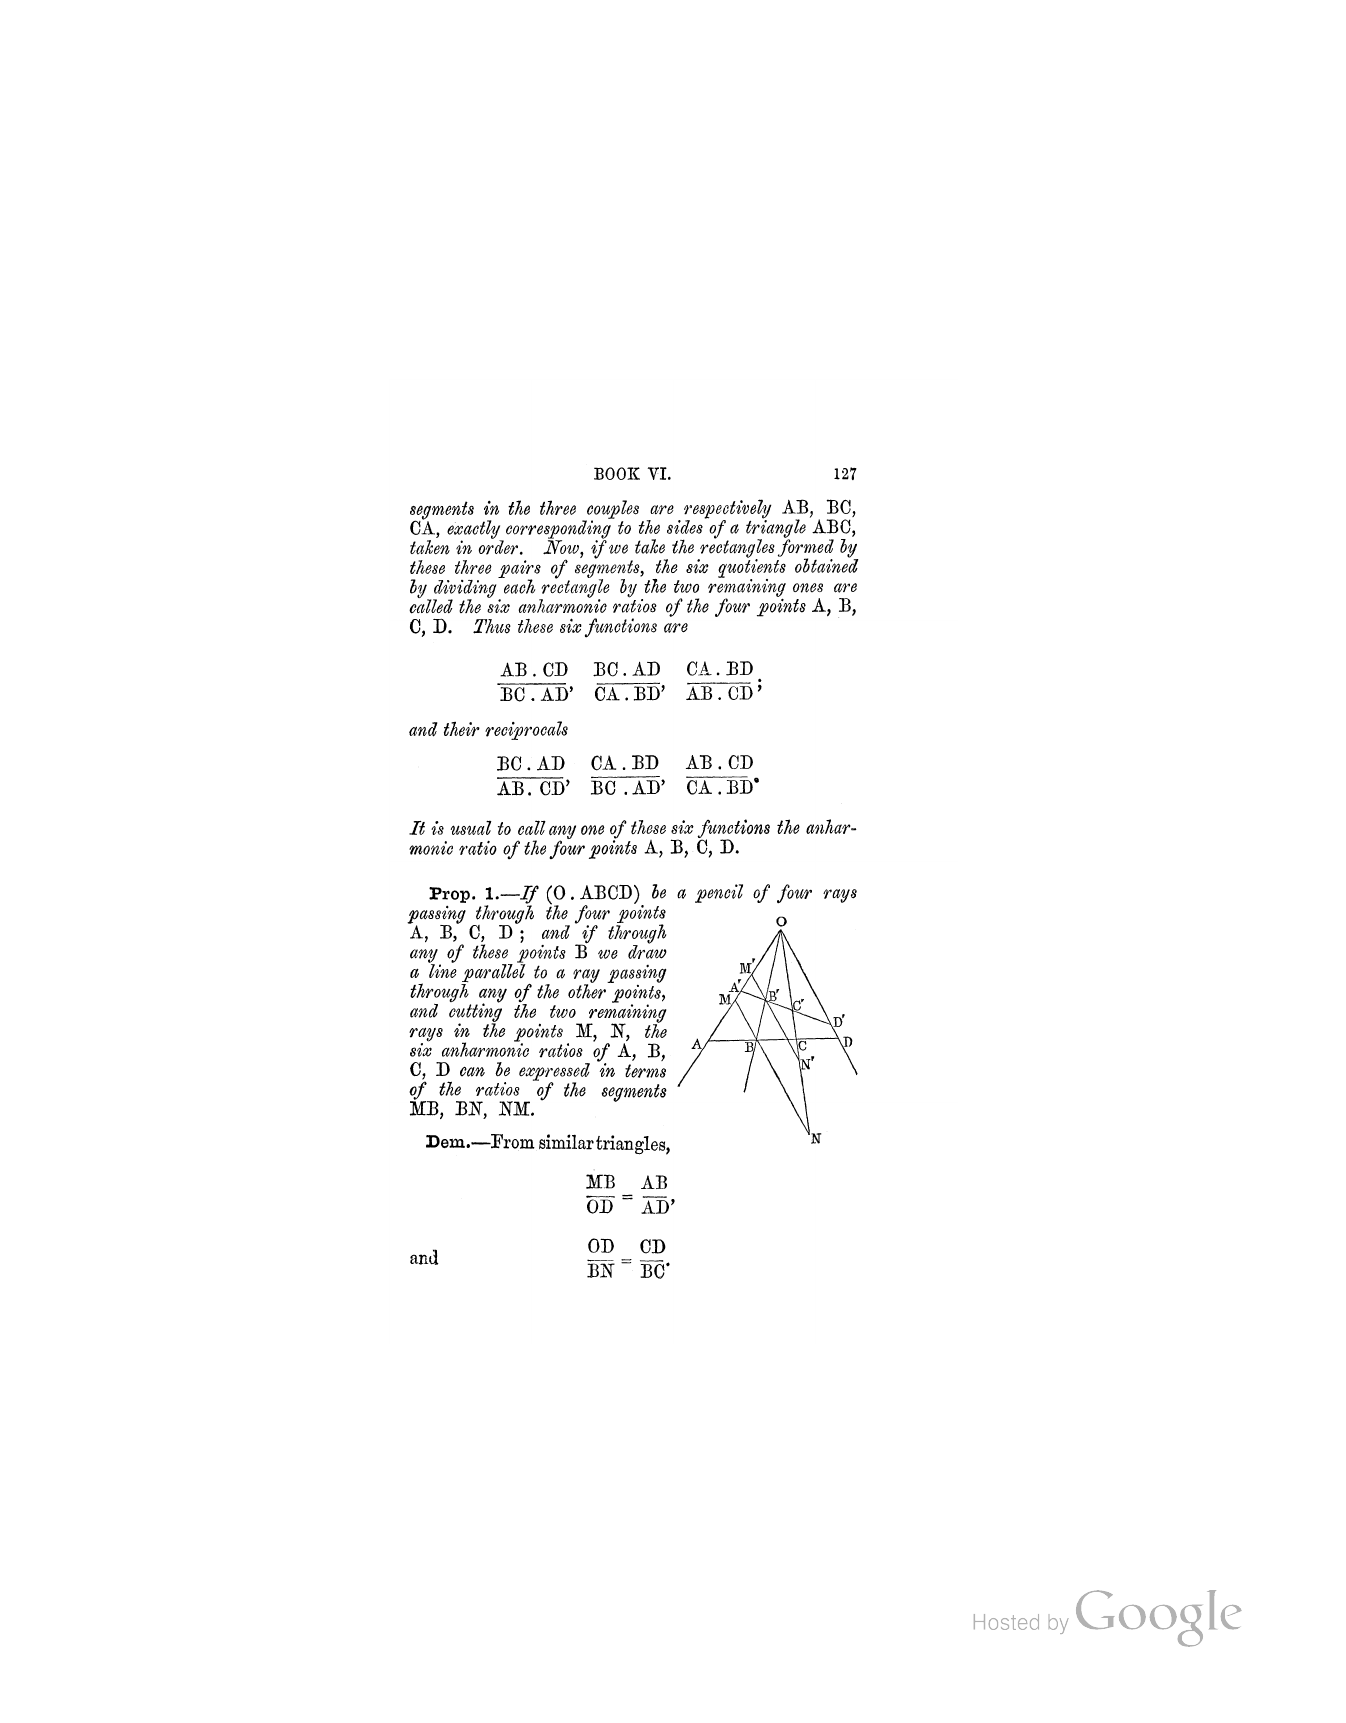 BOOK VI. 127
segments in the three couples are respectively AB, BC,
CA, exactly corresponding to the sides of a triangle ABC,
taken in order. Now, if we take the rectangles formed by
these three pairs of segments, the six quotients obtained
by dividing each rectangle by the two remaining ones are
called the six anharmonic ratios of the four points A, B,
C, D. Thus these six functions are
AB . CD BC . AD CA . BD
BC . AD’ CA . BD’ AB . CD ;
and their reciprocals
BC . AD CA . BD AB . CD
AB . CD’ BC . AD’ CA . BD.
It is usual to call any one of these six functions the anhar-
monic ratio of the four points A, B, C, D.
Prop. 1.—If (O . ABCD) be a pencil of four rays
passing through the four points
A, B, C, D ; and if through
any of these points B we draw
a line parallel to a ray passing
through any of the other points,
and cutting the two remaining
rays in the points M, N, the
six anharmonic ratios of A, B,
C, D can be expressed in terms
of the ratios of the segments
MB, BN, NM.
O
M′
A′
M
B′
C′
D′
A
B
C
D
N′
N
Dem.—From similar triangles,
MB AB
= 
OD AD’
and
OD CD
=
BN BC.
Hosted by Google